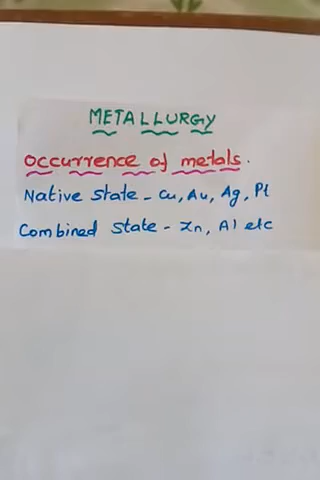 METALLURGY
Occurrence of metals.
Native state - Cu, Au, Ag, Pt
Combined state - Zn, Al etc